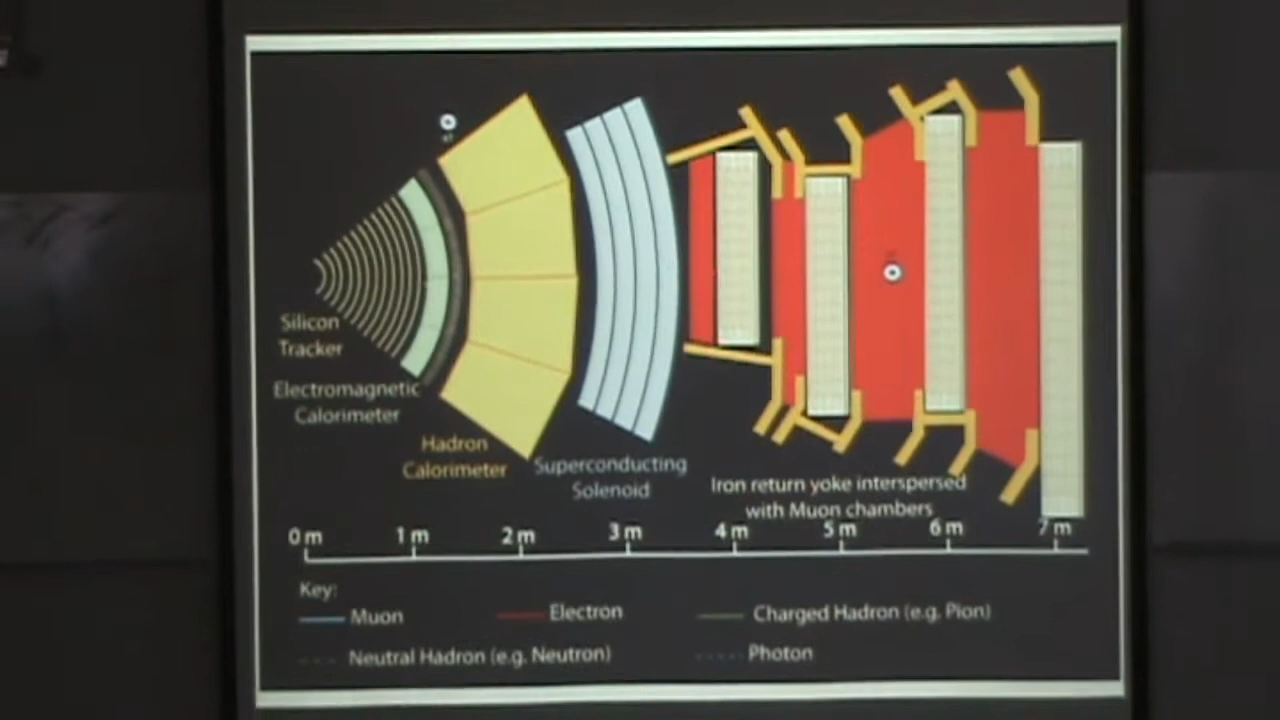 Silicon
Tracker
Electromagnetic
Calorimeter
Hadron
Calorimeter
Superconducting
Solenoid
Iron return yoke interspersed
with Muon chambers
0 m 1 m 2 m 3 m 4 m 5 m 6 m 7 m
Key:
Muon Electron Charged Hadron (e.g. Pion)
Neutral Hadron (e.g. Neutron) Photon